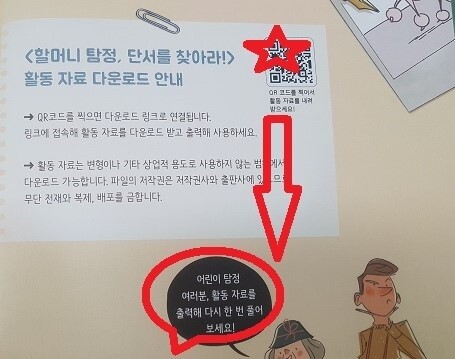 <할머니 탐정, 단서를 찾아라!>
활동 자료 다운로드 안내
QR 코드를 찍어서
활동 자료를 내려
받으세요!
→ QR코드를 찍으면 다운로드 링크로 연결됩니다.
링크에 접속해 활동 자료를 다운로드 받고 출력해 사용하세요.
→ 활동 자료는 변형이나 기타 상업적 용도로 사용하지 않는
다운로드 가능합니다. 파일의 저작권은 저작권사와 출판사에
무단 전재와 복제, 배포를 금합니다.
어린이 탐정
여러분, 활동 자료를
출력해 다시 한 번 풀어
보세요!